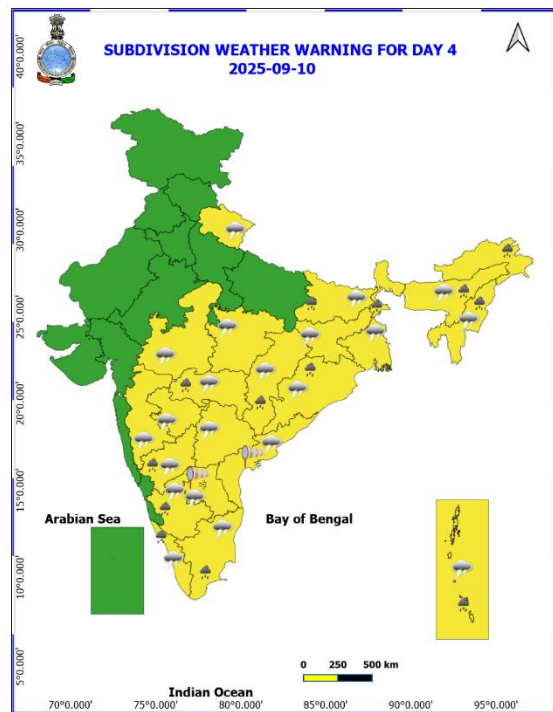 SUBDIVISION WEATHER WARNING FOR DAY 4
2025-09-10
40°0.000'
35°0.000'
30°0.000'
25°0.000'
20°0.000'
15°0.000'
10°0.000'
5°0.000'
Arabian Sea
Bay of Bengal
0 250 500 km
Indian Ocean
70°0.000' 75°0.000' 80°0.000' 85°0.000' 90°0.000' 95°0.000'